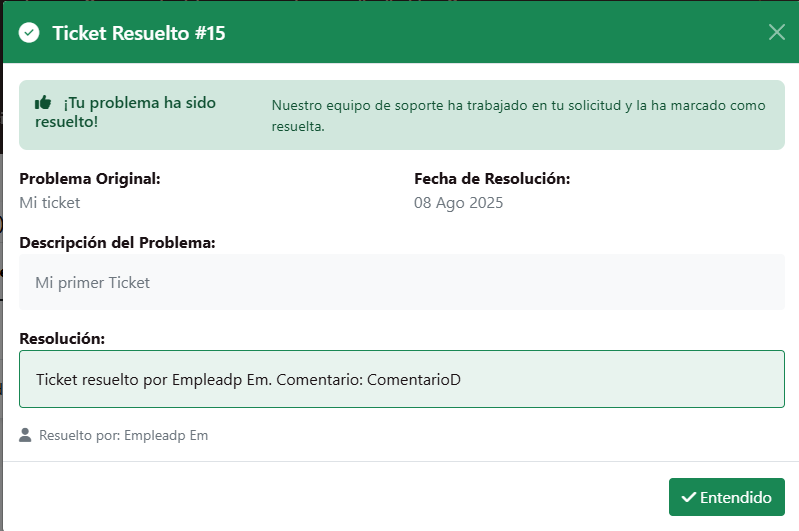 Ticket Resuelto #15
¡Tu problema ha sido
resuelto!
Nuestro equipo de soporte ha trabajado en tu solicitud y la ha marcado como
resuelta.
Problema Original:
Mi ticket
Fecha de Resolución:
08 Ago 2025
Descripción del Problema:
Mi primer Ticket
Resolución:
Ticket resuelto por Empleadp Em. Comentario: ComentarioD
Resuelto por: Empleadp Em
Entendido